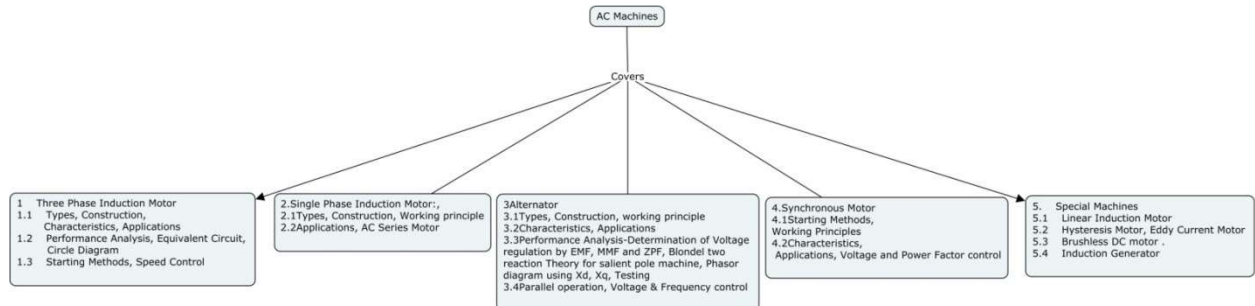 AC Machines
Covers
1 Three Phase Induction Motor
1.1 Types, Construction,
Characteristics, Applications
1.2 Performance Analysis, Equivalent Circuit,
Circle Diagram
1.3 Starting Methods, Speed Control
2.Single Phase Induction Motor:,
2.1Types, Construction, Working principle
2.2Applications, AC Series Motor
3Alternator
3.1Types, Construction, working principle
3.2Characteristics, Applications
3.3Performance Analysis-Determination of Voltage
regulation by EMF, MMF and ZPF, Blondel two
reaction Theory for salient pole machine, Phasor
diagram using Xd, Xq, Testing
3.4Parallel operation, Voltage & Frequency control
4.Synchronous Motor
4.1Starting Methods,
Working Principles
4.2Characteristics,
Applications, Voltage and Power Factor control
5. Special Machines
5.1 Linear Induction Motor
5.2 Hysteresis Motor, Eddy Current Motor
5.3 Brushless DC motor .
5.4 Induction Generator